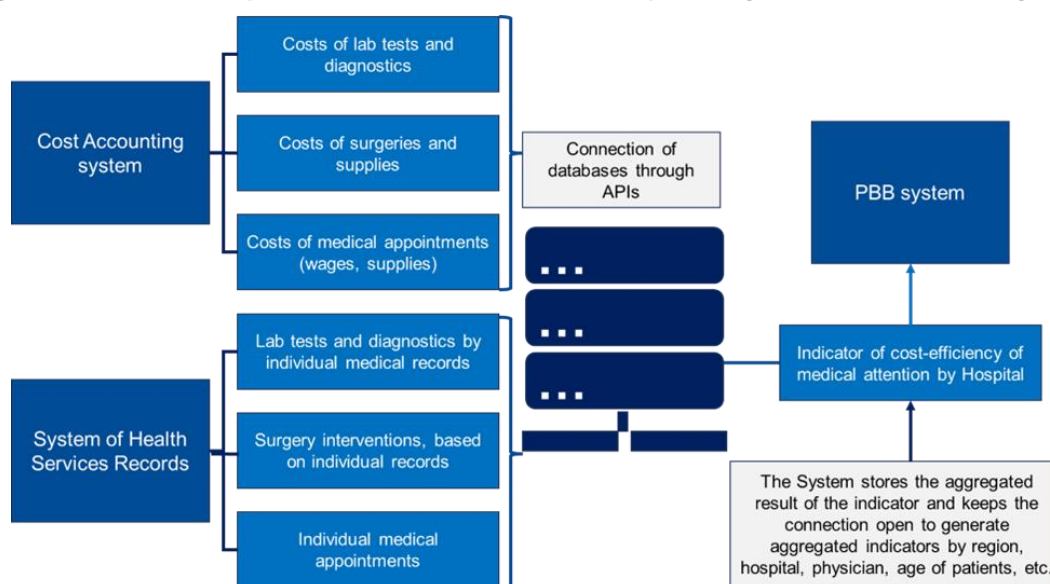 Cost Accounting
system
Costs of lab tests and
diagnostics
Costs of surgeries and
supplies
Costs of medical appointments
(wages, supplies)
Connection of
databases through
APIs
PBB system
System of Health
Services Records
Lab tests and diagnostics by
individual medical records
Surgery interventions, based
on individual records
Individual medical
appointments
Indicator of cost-efficiency of
medical attention by Hospital
The System stores the aggregated
result of the indicator and keeps the
connection open to generate
aggregated indicators by region,
hospital, physician, age of patients, etc.